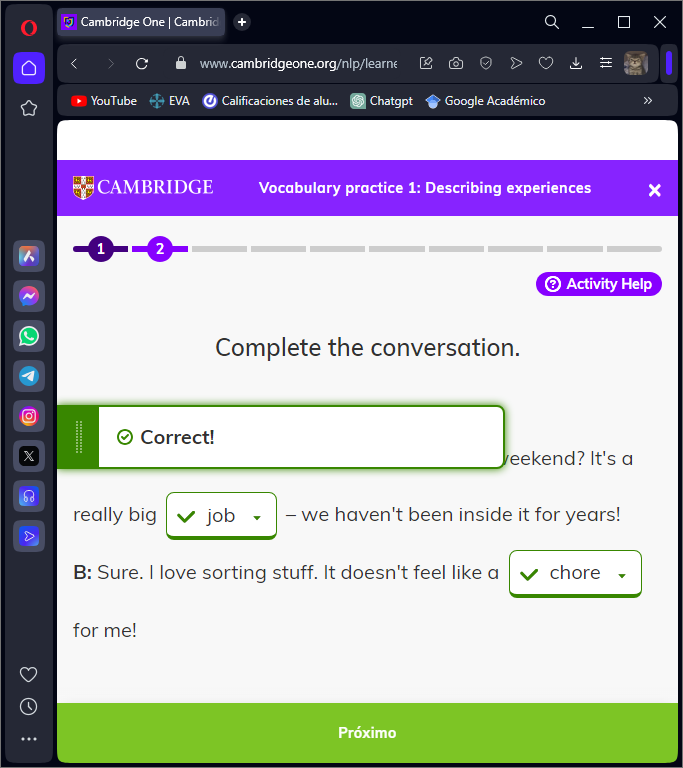 Cambridge One | Cambrid
www.cambridgeone.org/nlp/learne
YouTube EVA Calificaciones de alu... Chatgpt Google Académico
CAMBRIDGE Vocabulary practice 1: Describing experiences
1 2
Activity Help
Complete the conversation.
Correct!
weekend? It's a
really big job – we haven't been inside it for years!
B: Sure. I love sorting stuff. It doesn't feel like a chore
for me!
Próximo